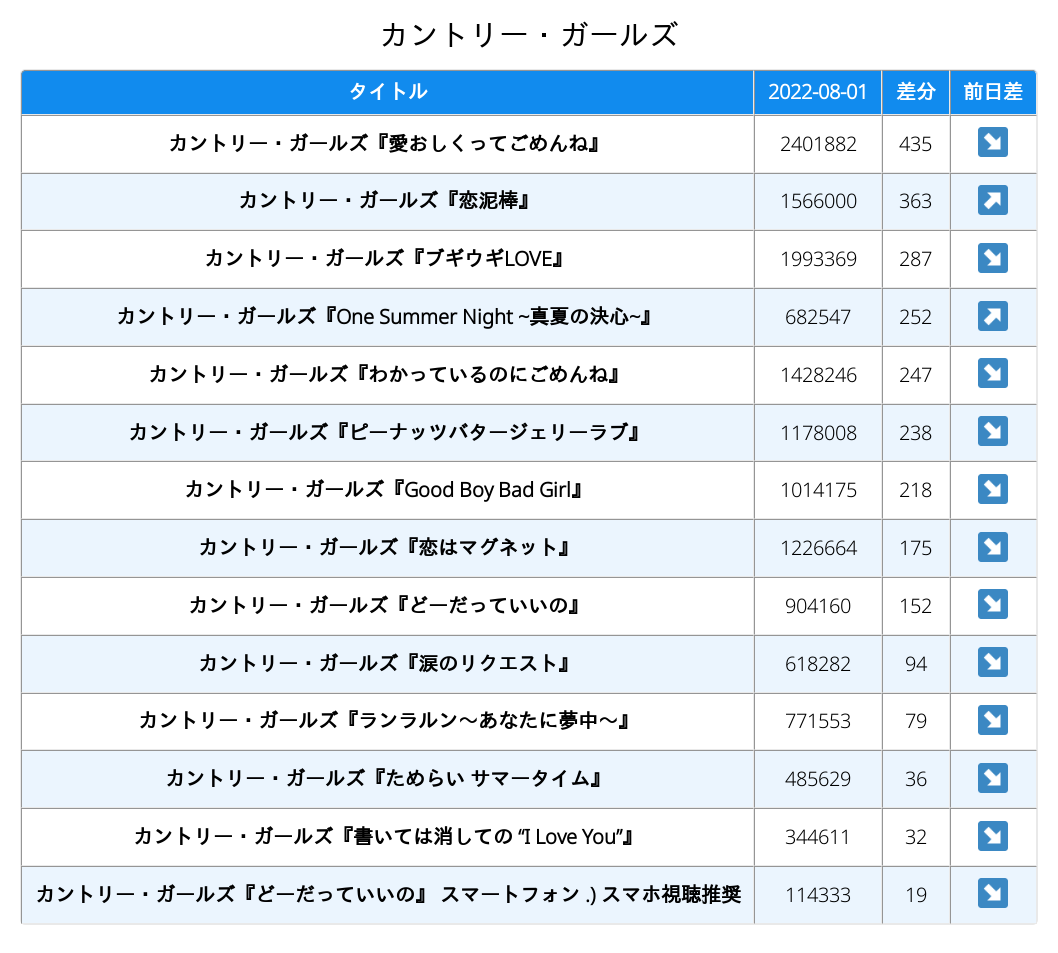 カントリー・ガールズ
タイトル 2022-08-01 差分 前日差
カントリー・ガールズ『愛おしくってごめんね』 2401882 435
カントリー・ガールズ『恋泥棒』 1566000 363
カントリー・ガールズ『ブギウギLOVE』 1993369 287
カントリー・ガールズ『One Summer Night ~真夏の決心~』 682547 252
カントリー・ガールズ『わかっているのにごめんね』 1428246 247
カントリー・ガールズ『ピーナッツバタージェリーラブ』 1178008 238
カントリー・ガールズ『Good Boy Bad Girl』 1014175 218
カントリー・ガールズ『恋はマグネット』 1226664 175
カントリー・ガールズ『どーだっていいの』 904160 152
カントリー・ガールズ『涙のリクエスト』 618282 94
カントリー・ガールズ『ランラルン～あなたに夢中～』 771553 79
カントリー・ガールズ『ためらい サマータイム』 485629 36
カントリー・ガールズ『書いては消しての “I Love You”』 344611 32
カントリー・ガールズ『どーだっていいの』 スマートフォン .) スマホ視聴推奨 114333 19